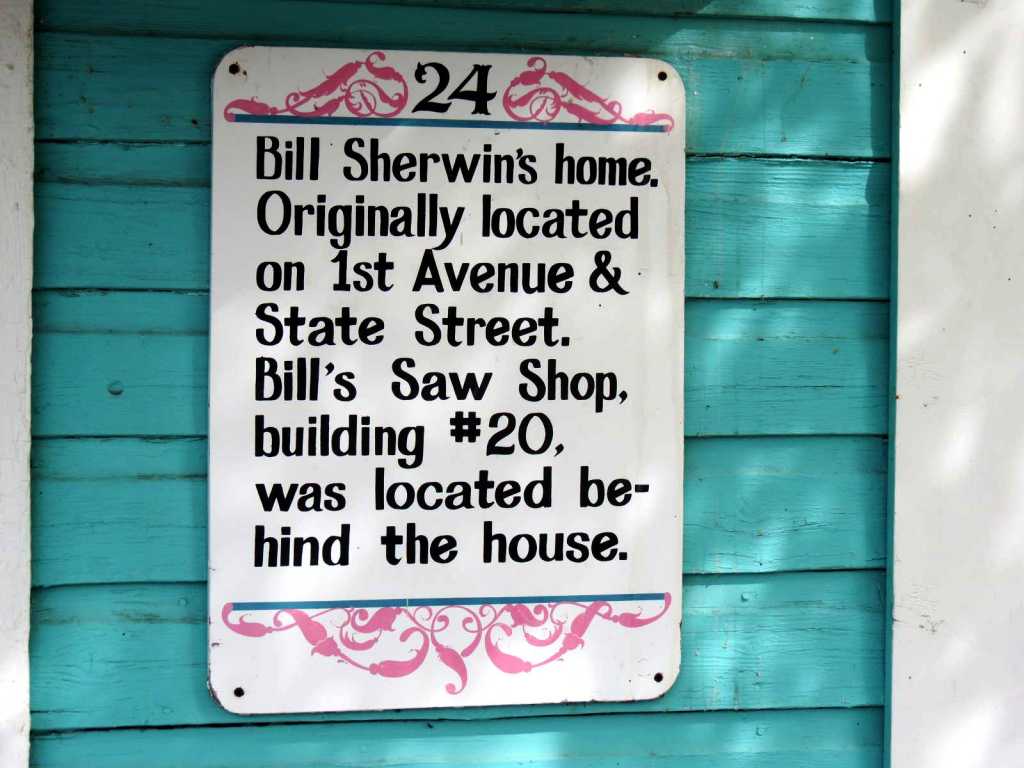 24
Bill Sherwin's home.
Originally located
on 1st Avenue &
State Street.
Bill's Saw Shop,
building #20,
was located be-
hind the house.